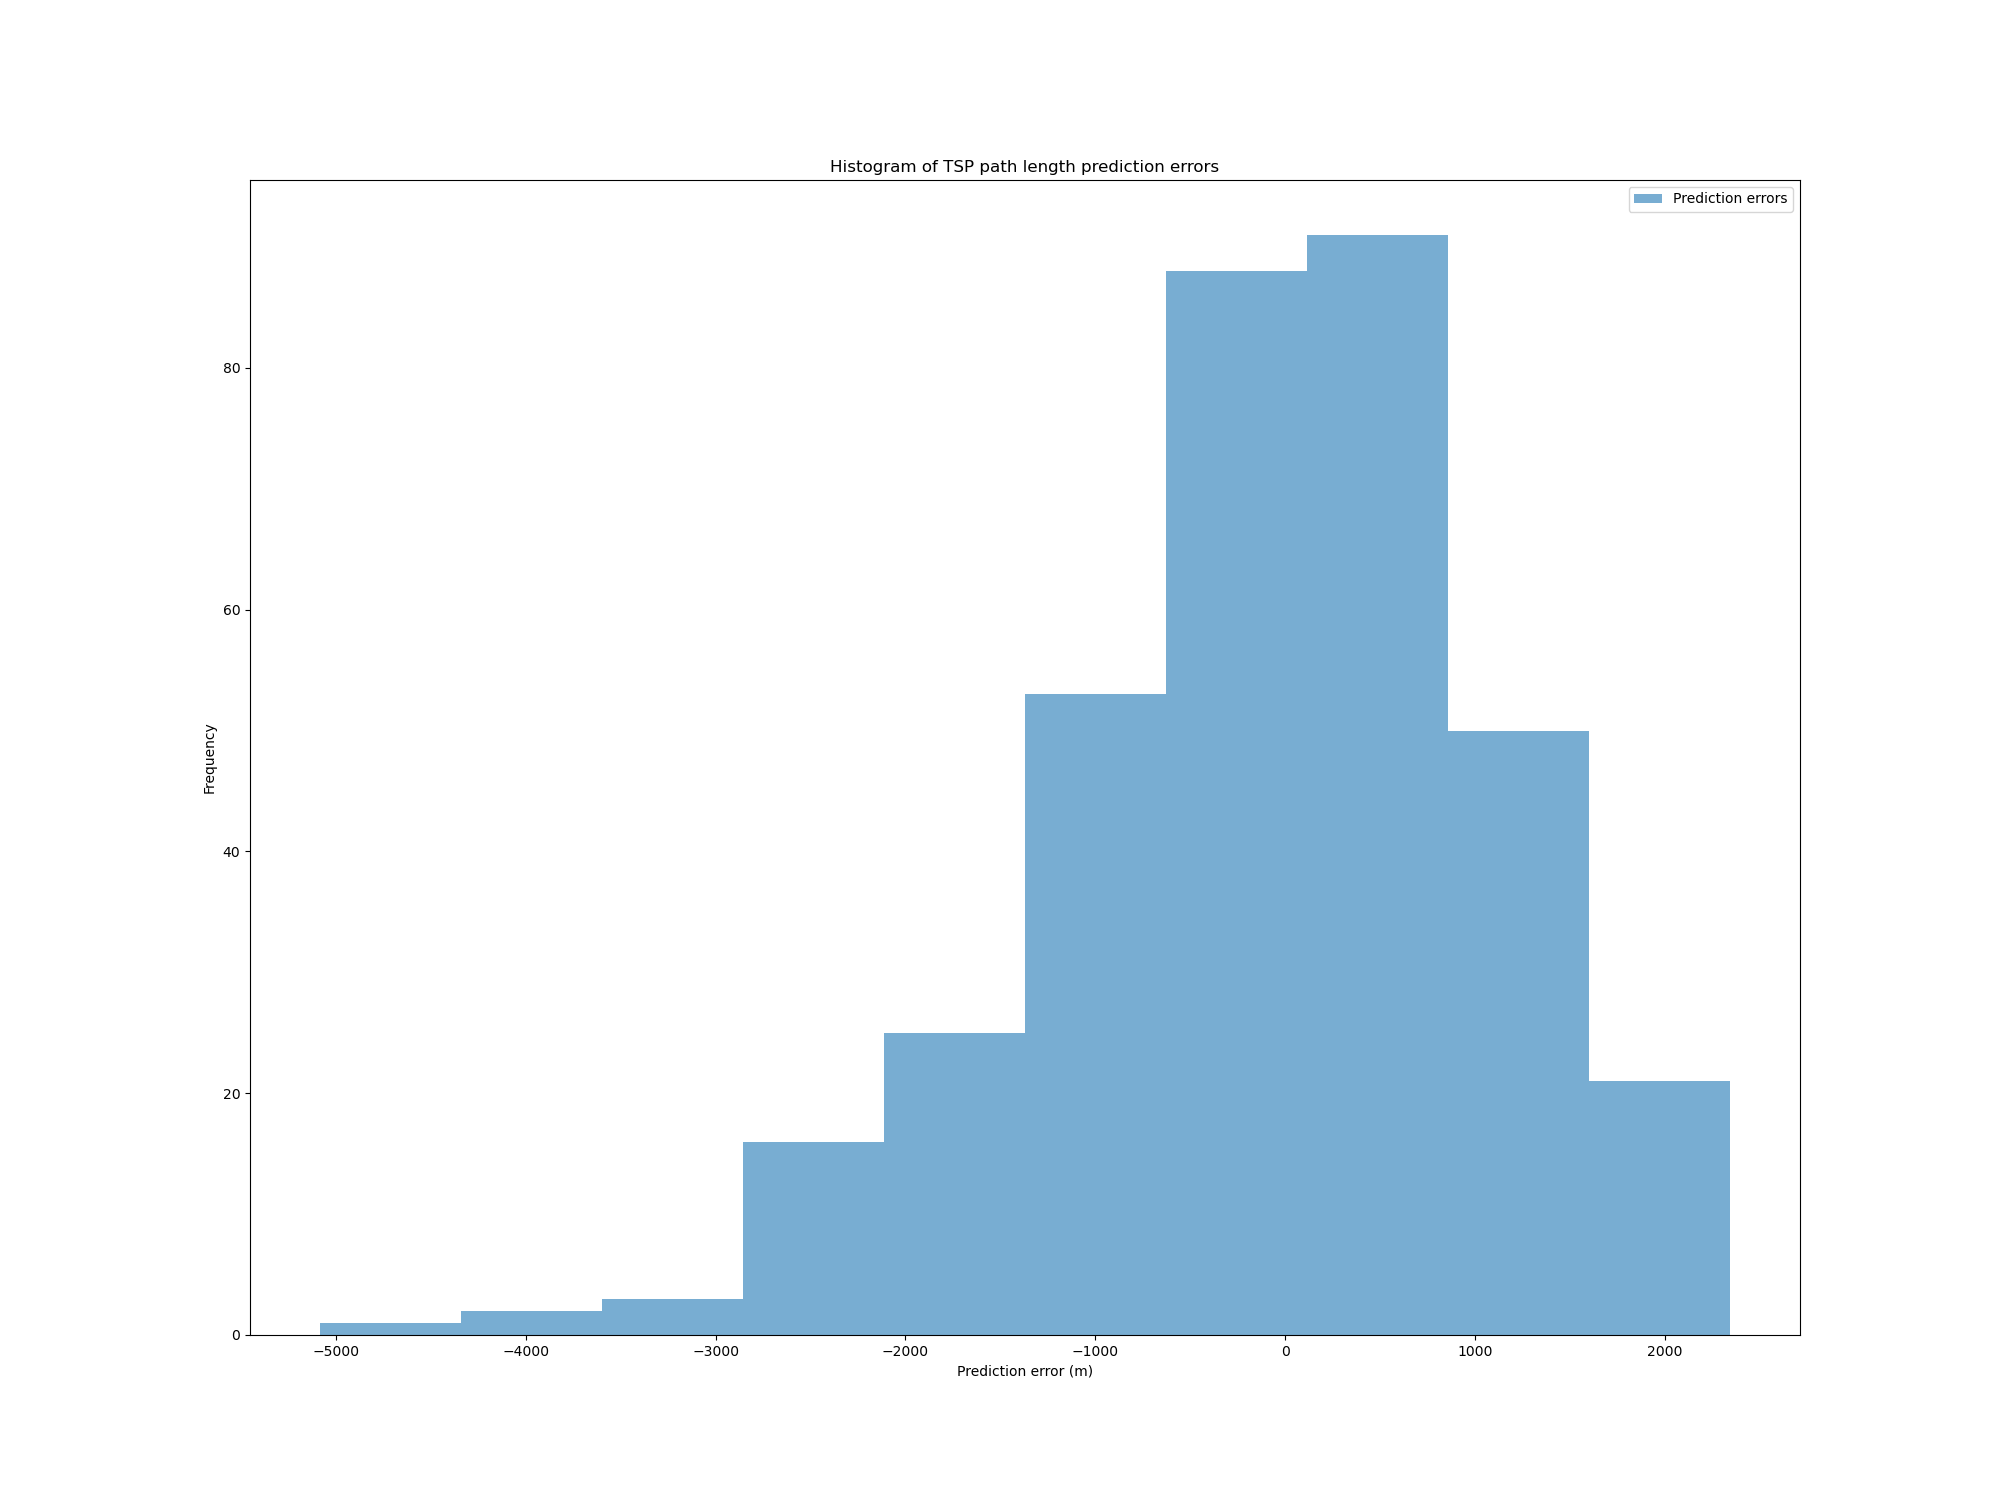 Histogram of TSP path length prediction errors
Prediction errors
Frequency
80
60
40
20
0
−5000 −4000 −3000 −2000 −1000 0 1000 2000
Prediction error (m)